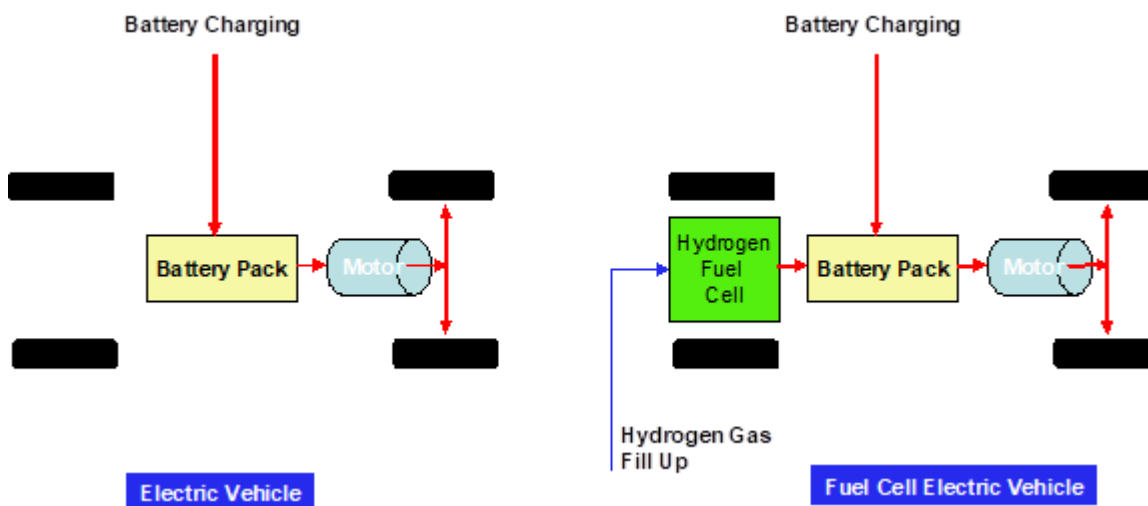 Battery Charging
Battery Pack
Motor
Electric Vehicle
Battery Charging
Hydrogen
Fuel
Cell
Battery Pack
Motor
Hydrogen Gas
Fill Up
Fuel Cell Electric Vehicle